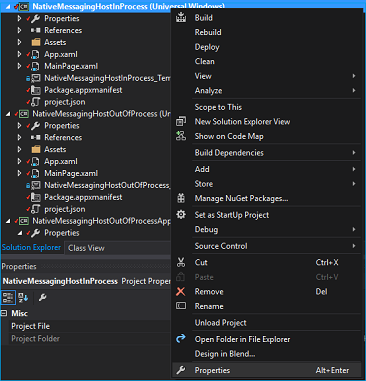 NativeMessagingHostInProcess (Universal Windows)
Properties
References
Assets
App.xaml
MainPage.xaml
NativeMessagingHostInProcess_Tem
Package.appxmanifest
project.json
NativeMessagingHostOutOfProcess (Un
Properties
References
Assets
App.xaml
MainPage.xaml
NativeMessagingHostOutOfProcess_
Package.appxmanifest
project.json
NativeMessagingHostOutOfProcessApp
Properties
Solution Explorer Class View
Properties
NativeMessagingHostInProcess Project Prope
Misc
Project File
Project Folder
Build
Rebuild
Deploy
Clean
View
Analyze
Scope to This
New Solution Explorer View
Show on Code Map
Build Dependencies
Add
Store
Manage NuGet Packages...
Set as StartUp Project
Debug
Source Control
Cut Ctrl+X
Paste Ctrl+V
Remove Del
Rename
Unload Project
Open Folder in File Explorer
Design in Blend...
Properties Alt+Enter